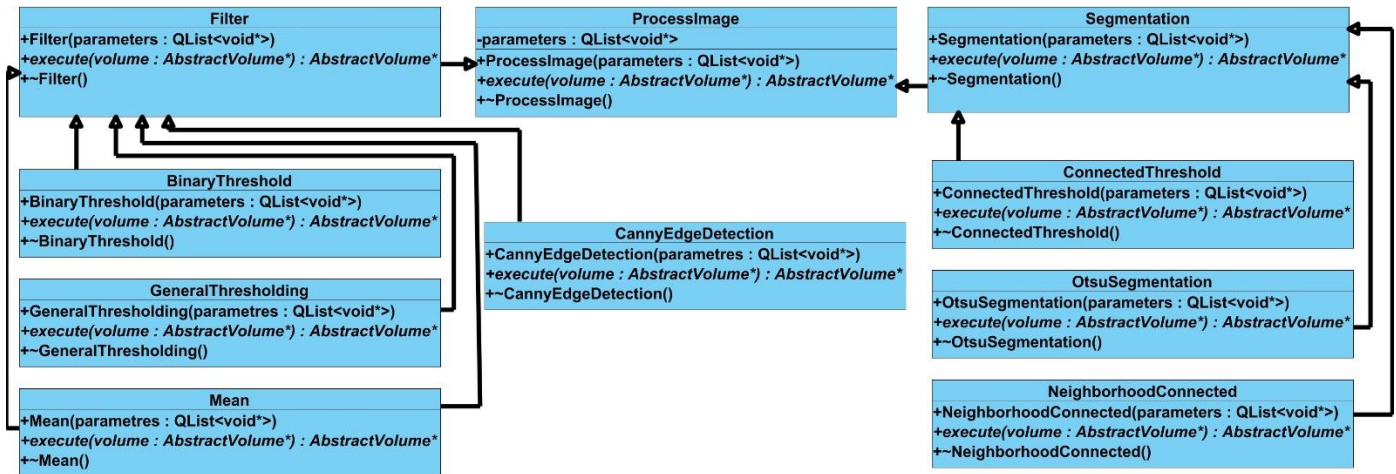 Filter
+Filter(parameters : QList<void*>)
+execute(volume : AbstractVolume*) : AbstractVolume*
+~Filter()
ProcessImage
-parameters : QList<void*>
+ProcessImage(parameters : QList<void*>)
+execute(volume : AbstractVolume*) : AbstractVolume*
+~ProcessImage()
Segmentation
+Segmentation(parameters : QList<void*>)
+execute(volume : AbstractVolume*) : AbstractVolume*
+~Segmentation()
BinaryThreshold
+BinaryThreshold(parameters : QList<void*>)
+execute(volume : AbstractVolume*) : AbstractVolume*
+~BinaryThreshold()
CannyEdgeDetection
+CannyEdgeDetection(parametres : QList<void*>)
+execute(volume : AbstractVolume*) : AbstractVolume*
+~CannyEdgeDetection()
ConnectedThreshold
+ConnectedThreshold(parameters : QList<void*>)
+execute(volume : AbstractVolume*) : AbstractVolume*
+~ConnectedThreshold()
GeneralThresholding
+GeneralThresholding(parametres : QList<void*>)
+execute(volume : AbstractVolume*) : AbstractVolume*
+~GeneralThresholding()
OtsuSegmentation
+OtsuSegmentation(parameters : QList<void*>)
+execute(volume : AbstractVolume*) : AbstractVolume*
+~OtsuSegmentation()
Mean
+Mean(parametres : QList<void*>)
+execute(volume : AbstractVolume*) : AbstractVolume*
+~Mean()
NeighborhoodConnected
+NeighborhoodConnected(parameters : QList<void*>)
+execute(volume : AbstractVolume*) : AbstractVolume*
+~NeighborhoodConnected()